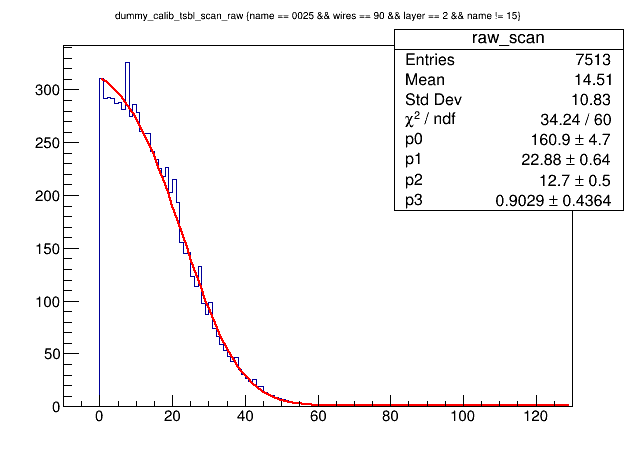 dummy_calib_tsbl_scan_raw {name == 0025 && wires == 90 && layer == 2 && name != 15}
raw_scan
Entries 7513
Mean 14.51
Std Dev 10.83
χ² / ndf 34.24 / 60
p0 160.9 ± 4.7
p1 22.88 ± 0.64
p2 12.7 ± 0.5
p3 0.9029 ± 0.4364
300
250
200
150
100
50
0
0 20 40 60 80 100 120